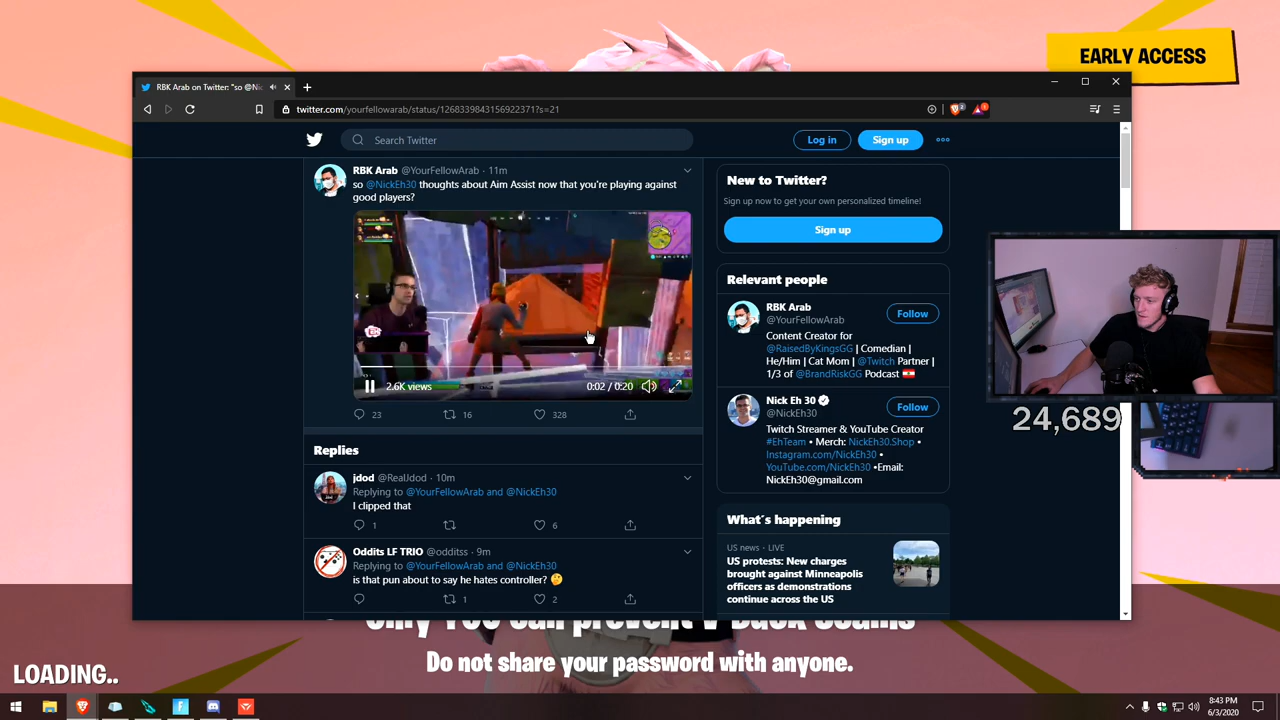 EARLY ACCESS
RBK Arab on Twitter: "so @Nic
twitter.com/yourfellowarab/status/1268339843156922371?s=21
Search Twitter
Log in
Sign up
RBK Arab @YourFellowArab · 11m
so @NickEh30 thoughts about Aim Assist now that you're playing against
good players?
2.6K views
0:02 / 0:20
23
16
328
Replies
jdod @RealJdod · 10m
Replying to @YourFellowArab and @NickEh30
I clipped that
1
6
Oddits LF TRIO @odditss · 9m
Replying to @YourFellowArab and @NickEh30
is that pun about to say he hates controller? 🤔
1
2
New to Twitter?
Sign up now to get your own personalized timeline!
Sign up
Relevant people
RBK Arab
@YourFellowArab
Follow
Content Creator for
@RaisedByKingsGG | Comedian |
He/Him | Cat Mom | @Twitch Partner |
1/3 of @BrandRiskGG Podcast 🇱🇧
Nick Eh 30
@NickEh30
Follow
Twitch Streamer & YouTube Creator
#EhTeam • Merch: NickEh30.Shop •
Instagram.com/NickEh30 •
YouTube.com/NickEh30 •Email:
NickEh30@gmail.com
What's happening
US news · LIVE
US protests: New charges
brought against Minneapolis
officers as demonstrations
continue across the US
24,689
Only You can prevent V-Buck Scams
Do not share your password with anyone.
LOADING..
8:43 PM
6/3/2020